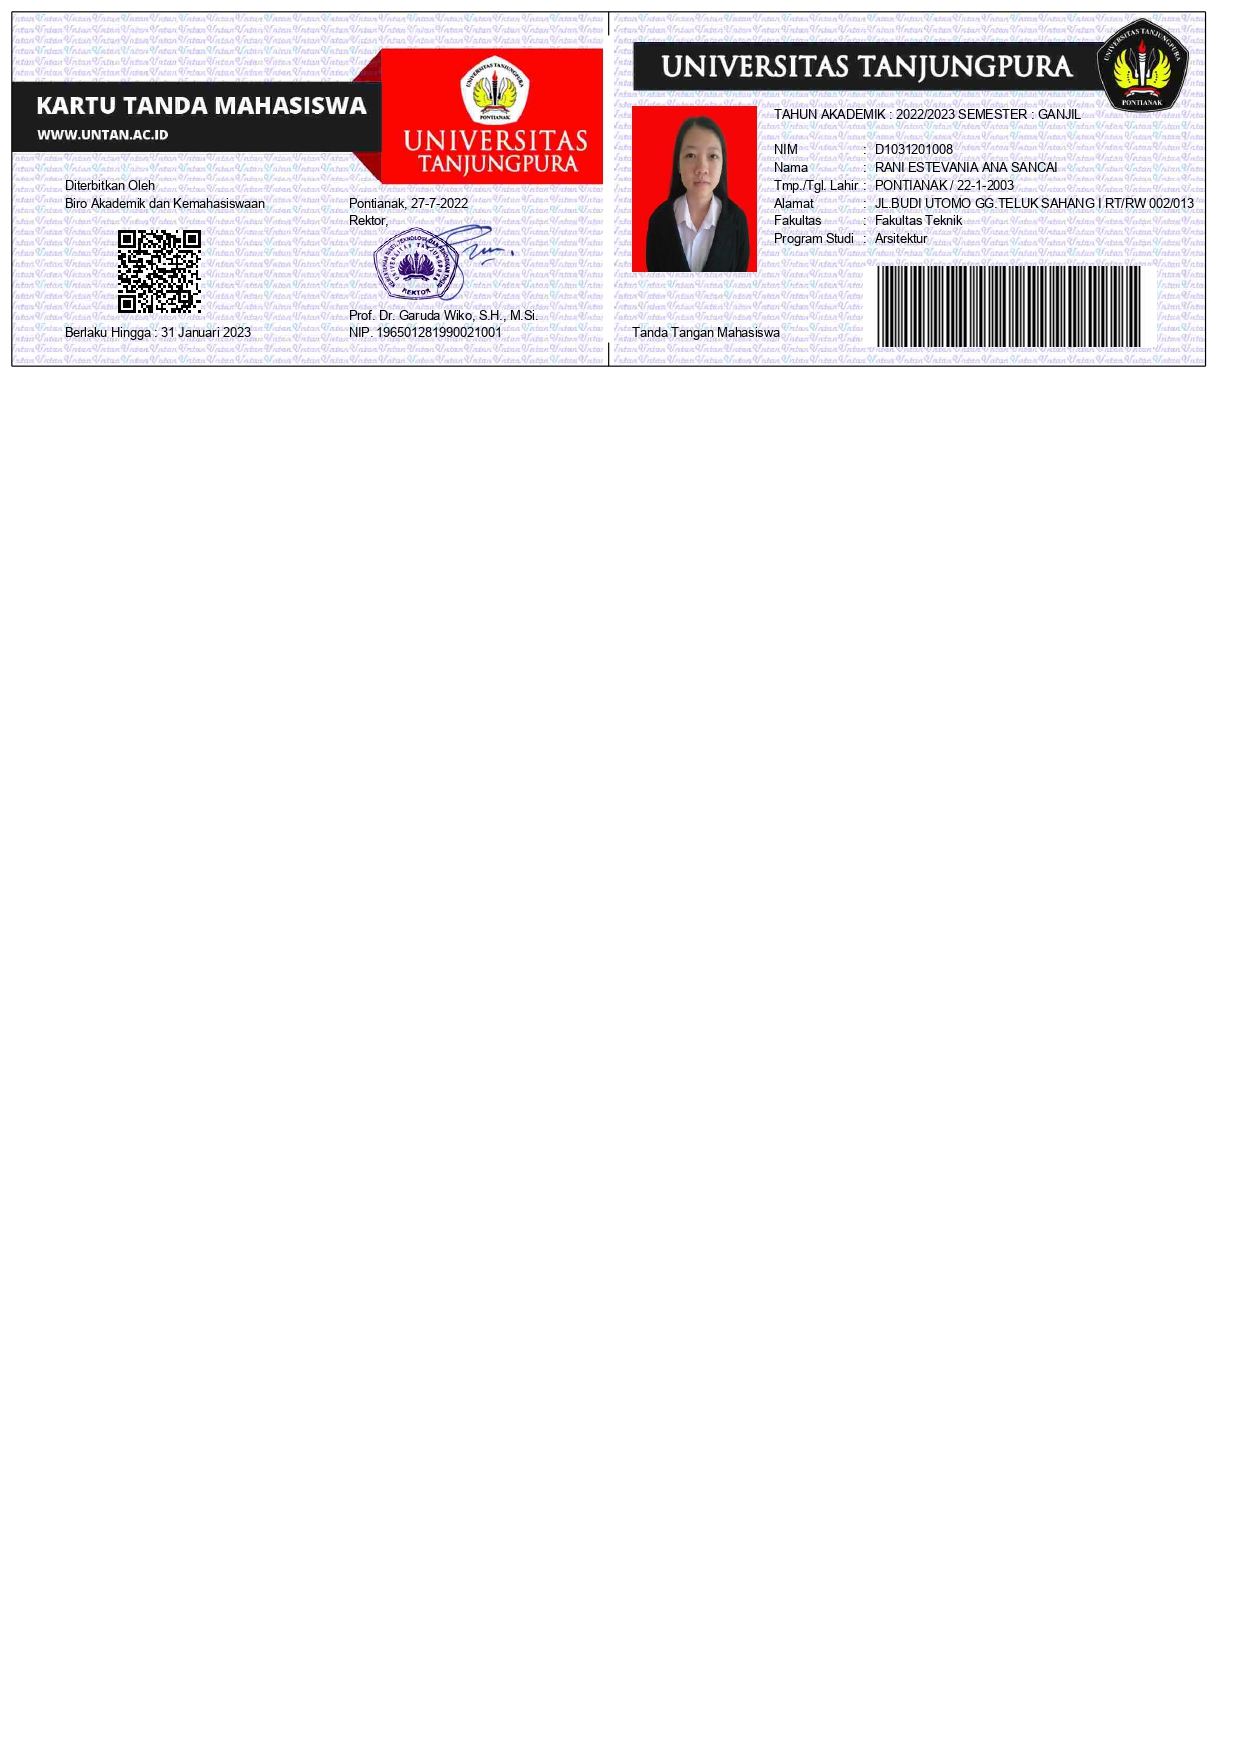 KARTU TANDA MAHASISWA
WWW.UNTAN.AC.ID
UNIVERSITAS TANJUNGPURA
PONTIANAK
UNIVERSITAS
TANJUNGPURA
Diterbitkan Oleh
Biro Akademik dan Kemahasiswaan
Berlaku Hingga : 31 Januari 2023
Pontianak, 27-7-2022
Rektor,
REKTOR
Prof. Dr. Garuda Wiko, S.H., M.Si.
NIP. 196501281990021001
UNIVERSITAS TANJUNGPURA
UNIVERSITAS TANJUNGPURA
PONTIANAK
TAHUN AKADEMIK : 2022/2023 SEMESTER : GANJIL
NIM : D1031201008
Nama : RANI ESTEVANIA ANA SANCAI
Tmp./Tgl. Lahir : PONTIANAK / 22-1-2003
Alamat : JL.BUDI UTOMO GG.TELUK SAHANG I RT/RW 002/013
Fakultas : Fakultas Teknik
Program Studi : Arsitektur
Tanda Tangan Mahasiswa